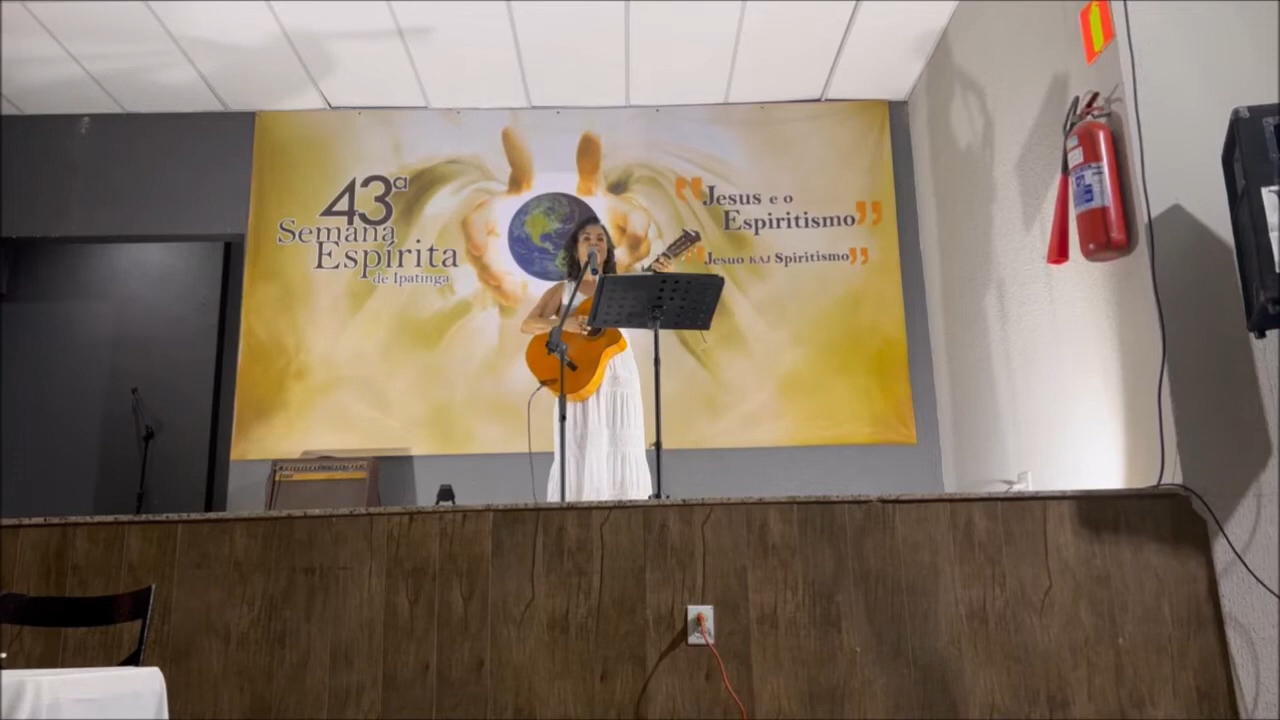 43ª
Semana
Espírita
de Ipatinga
"Jesus e o
Espiritismo"
"Jesuo KAJ Spiritismo"